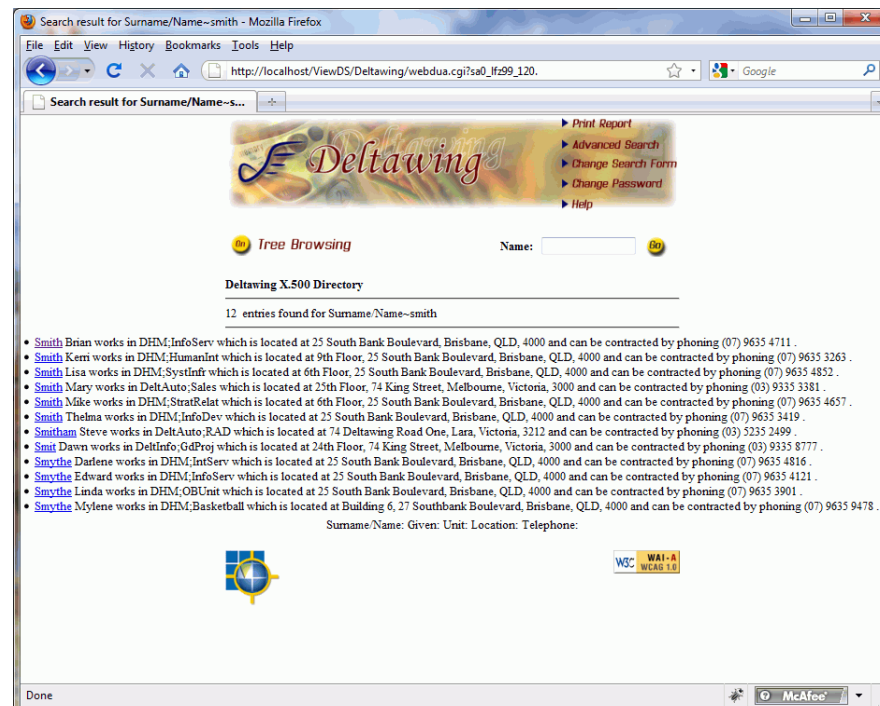 Search result for Surname/Name~smith - Mozilla Firefox
File Edit View History Bookmarks Tools Help
http://localhost/ViewDS/Deltawing/webdua.cgi?sa0_lfz99_120.
Google
Search result for Surname/Name~s...
Deltawing
Print Report
Advanced Search
Change Search Form
Change Password
Help
On Tree Browsing Name: Go
Deltawing X.500 Directory
12 entries found for Surname/Name~smith
• Smith Brian works in DHM;InfoServ which is located at 25 South Bank Boulevard, Brisbane, QLD, 4000 and can be contracted by phoning (07) 9635 4711 .
• Smith Kerri works in DHM;HumanInt which is located at 9th Floor, 25 South Bank Boulevard, Brisbane, QLD, 4000 and can be contracted by phoning (07) 9635 3263 .
• Smith Lisa works in DHM;SystInfr which is located at 6th Floor, 25 South Bank Boulevard, Brisbane, QLD, 4000 and can be contracted by phoning (07) 9635 4852 .
• Smith Mary works in DeltAuto;Sales which is located at 25th Floor, 74 King Street, Melbourne, Victoria, 3000 and can be contracted by phoning (03) 9335 3381 .
• Smith Mike works in DHM;StratRelat which is located at 6th Floor, 25 South Bank Boulevard, Brisbane, QLD, 4000 and can be contracted by phoning (07) 9635 4657 .
• Smith Thelma works in DHM;InfoDev which is located at 25 South Bank Boulevard, Brisbane, QLD, 4000 and can be contracted by phoning (07) 9635 3419 .
• Smitham Steve works in DeltAuto;RAD which is located at 74 Deltawing Road One, Lara, Victoria, 3212 and can be contracted by phoning (03) 5235 2499 .
• Smit Dawn works in DeltInfo;GdProj which is located at 24th Floor, 74 King Street, Melbourne, Victoria, 3000 and can be contracted by phoning (03) 9335 8777 .
• Smythe Darlene works in DHM;IntServ which is located at 25 South Bank Boulevard, Brisbane, QLD, 4000 and can be contracted by phoning (07) 9635 4816 .
• Smythe Edward works in DHM;InfoServ which is located at 25 South Bank Boulevard, Brisbane, QLD, 4000 and can be contracted by phoning (07) 9635 4121 .
• Smythe Linda works in DHM;OBUnit which is located at 25 South Bank Boulevard, Brisbane, QLD, 4000 and can be contracted by phoning (07) 9635 3901 .
• Smythe Mylene works in DHM;Basketball which is located at Building 6, 27 Southbank Boulevard, Brisbane, QLD, 4000 and can be contracted by phoning (07) 9635 9478 .
Surname/Name: Given: Unit: Location: Telephone:
W3C WAI-A
WCAG 1.0
Done
McAfee